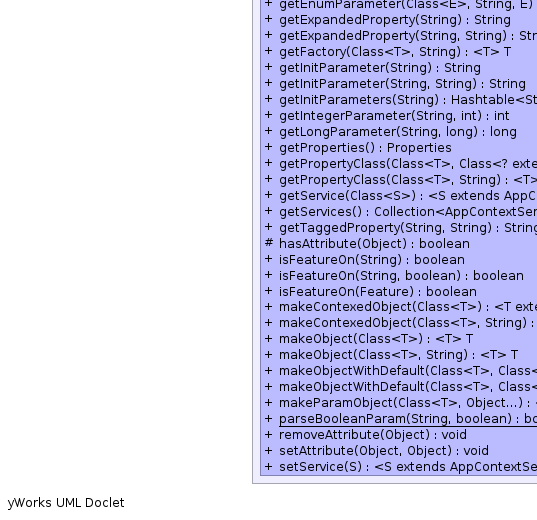 + getEnumParameter(Class<E>, String, E)
+ getExpandedProperty(String) : String
+ getExpandedProperty(String, String) : Str
+ getFactory(Class<T>, String) : <T> T
+ getInitParameter(String) : String
+ getInitParameter(String, String) : String
+ getInitParameters(String) : Hashtable<St
+ getIntegerParameter(String, int) : int
+ getLongParameter(String, long) : long
+ getProperties() : Properties
+ getPropertyClass(Class<T>, Class<? exte
+ getPropertyClass(Class<T>, String) : <T>
+ getService(Class<S>) : <S extends AppC
+ getServices() : Collection<AppContextSer
+ getTaggedProperty(String, String) : String
# hasAttribute(Object) : boolean
+ isFeatureOn(String) : boolean
+ isFeatureOn(String, boolean) : boolean
+ isFeatureOn(Feature) : boolean
+ makeContexedObject(Class<T>) : <T exte
+ makeContexedObject(Class<T>, String) :
+ makeObject(Class<T>) : <T> T
+ makeObject(Class<T>, String) : <T> T
+ makeObjectWithDefault(Class<T>, Class<
+ makeObjectWithDefault(Class<T>, Class<
+ makeParamObject(Class<T>, Object...) : <
+ parseBooleanParam(String, boolean) : bo
+ removeAttribute(Object) : void
+ setAttribute(Object, Object) : void
+ setService(S) : <S extends AppContextSe
yWorks UML Doclet